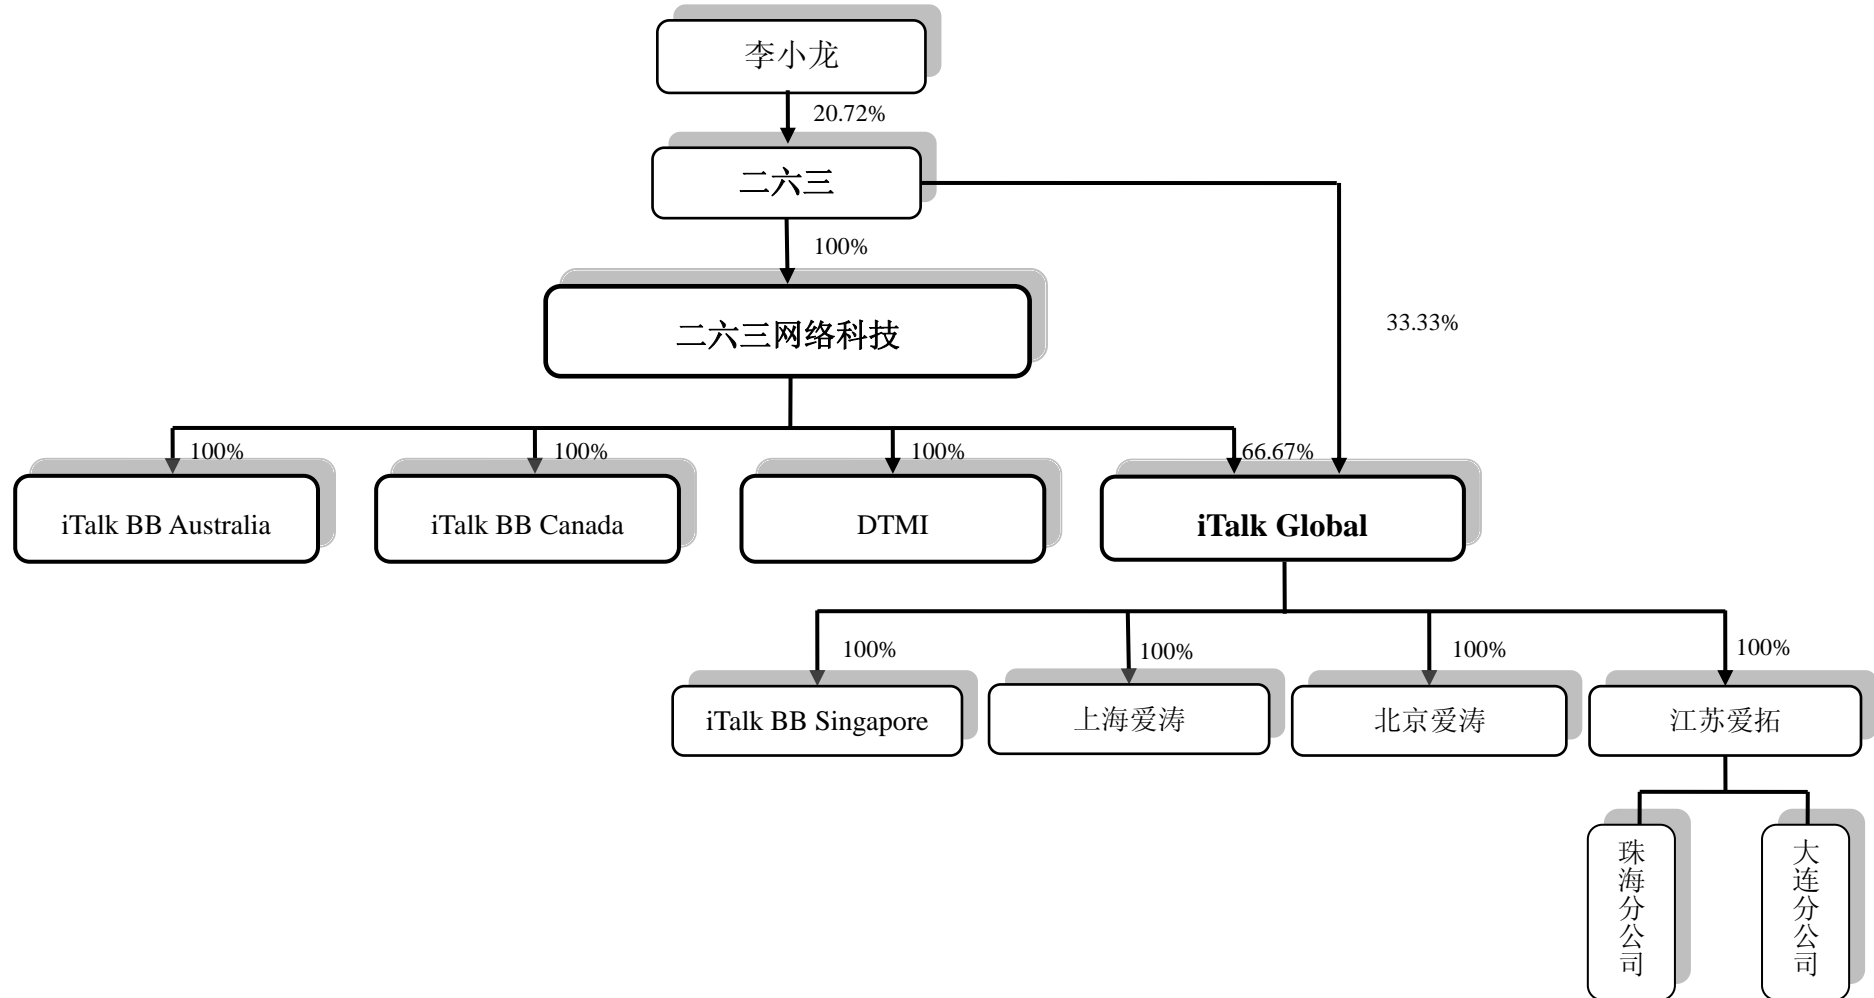 李小龙
20.72%
二六三
100%
二六三网络科技
33.33%
100%
100%
100%
66.67%
iTalk BB Australia
iTalk BB Canada
DTMI
iTalk Global
100%
100%
100%
100%
iTalk BB Singapore
上海爱涛
北京爱涛
江苏爱拓
珠海分公司
大连分公司